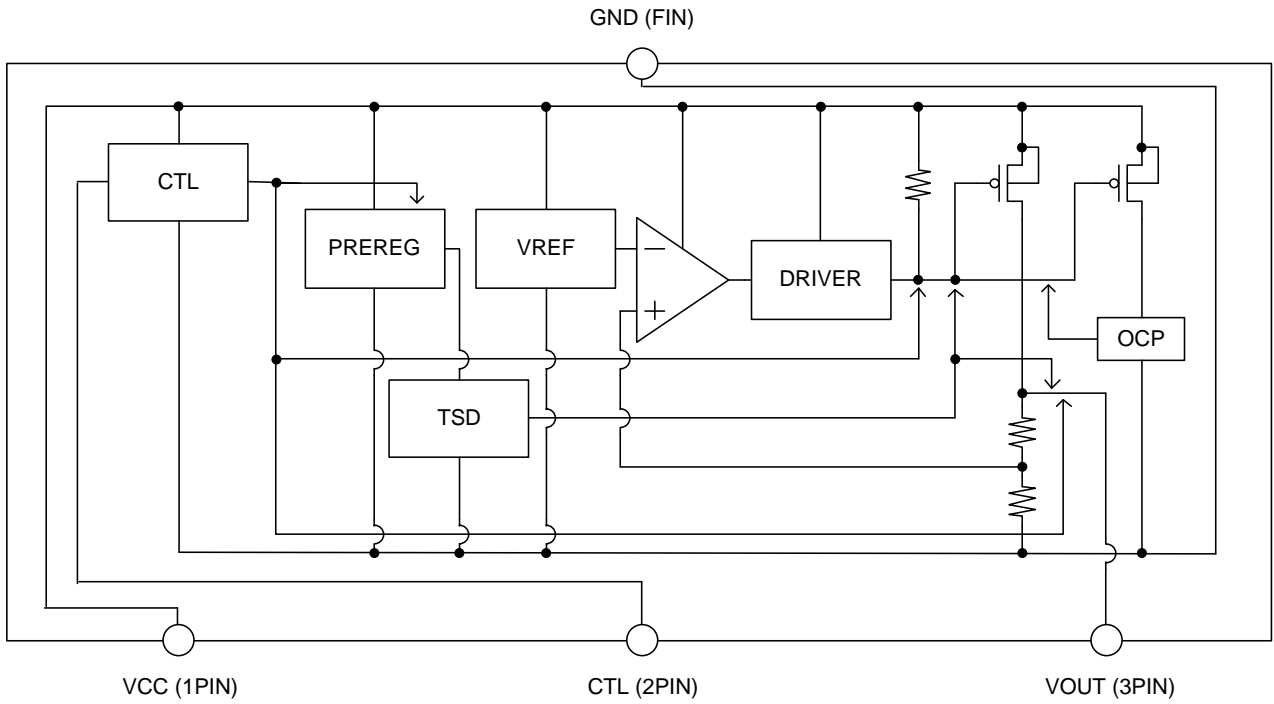 GND (FIN)
CTL
PREREG
VREF
−
+
DRIVER
OCP
TSD
VCC (1PIN)
CTL (2PIN)
VOUT (3PIN)